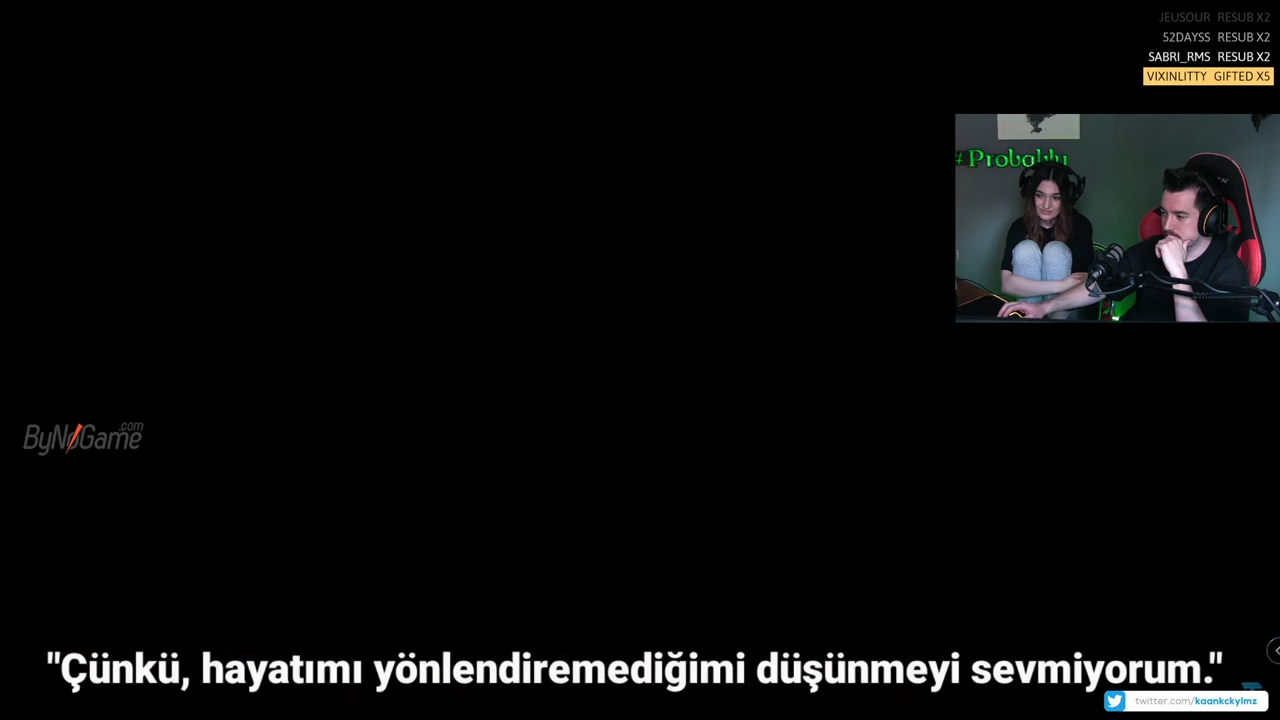 JEUSOUR RESUB X2
52DAYSS RESUB X2
SABRI_RMS RESUB X2
VIXINLITTY GIFTED X5
#Probably
ByNoGame.com
"Çünkü, hayatımı yönlendiremediğimi düşünmeyi sevmiyorum."
twitter.com/kaankckylmz